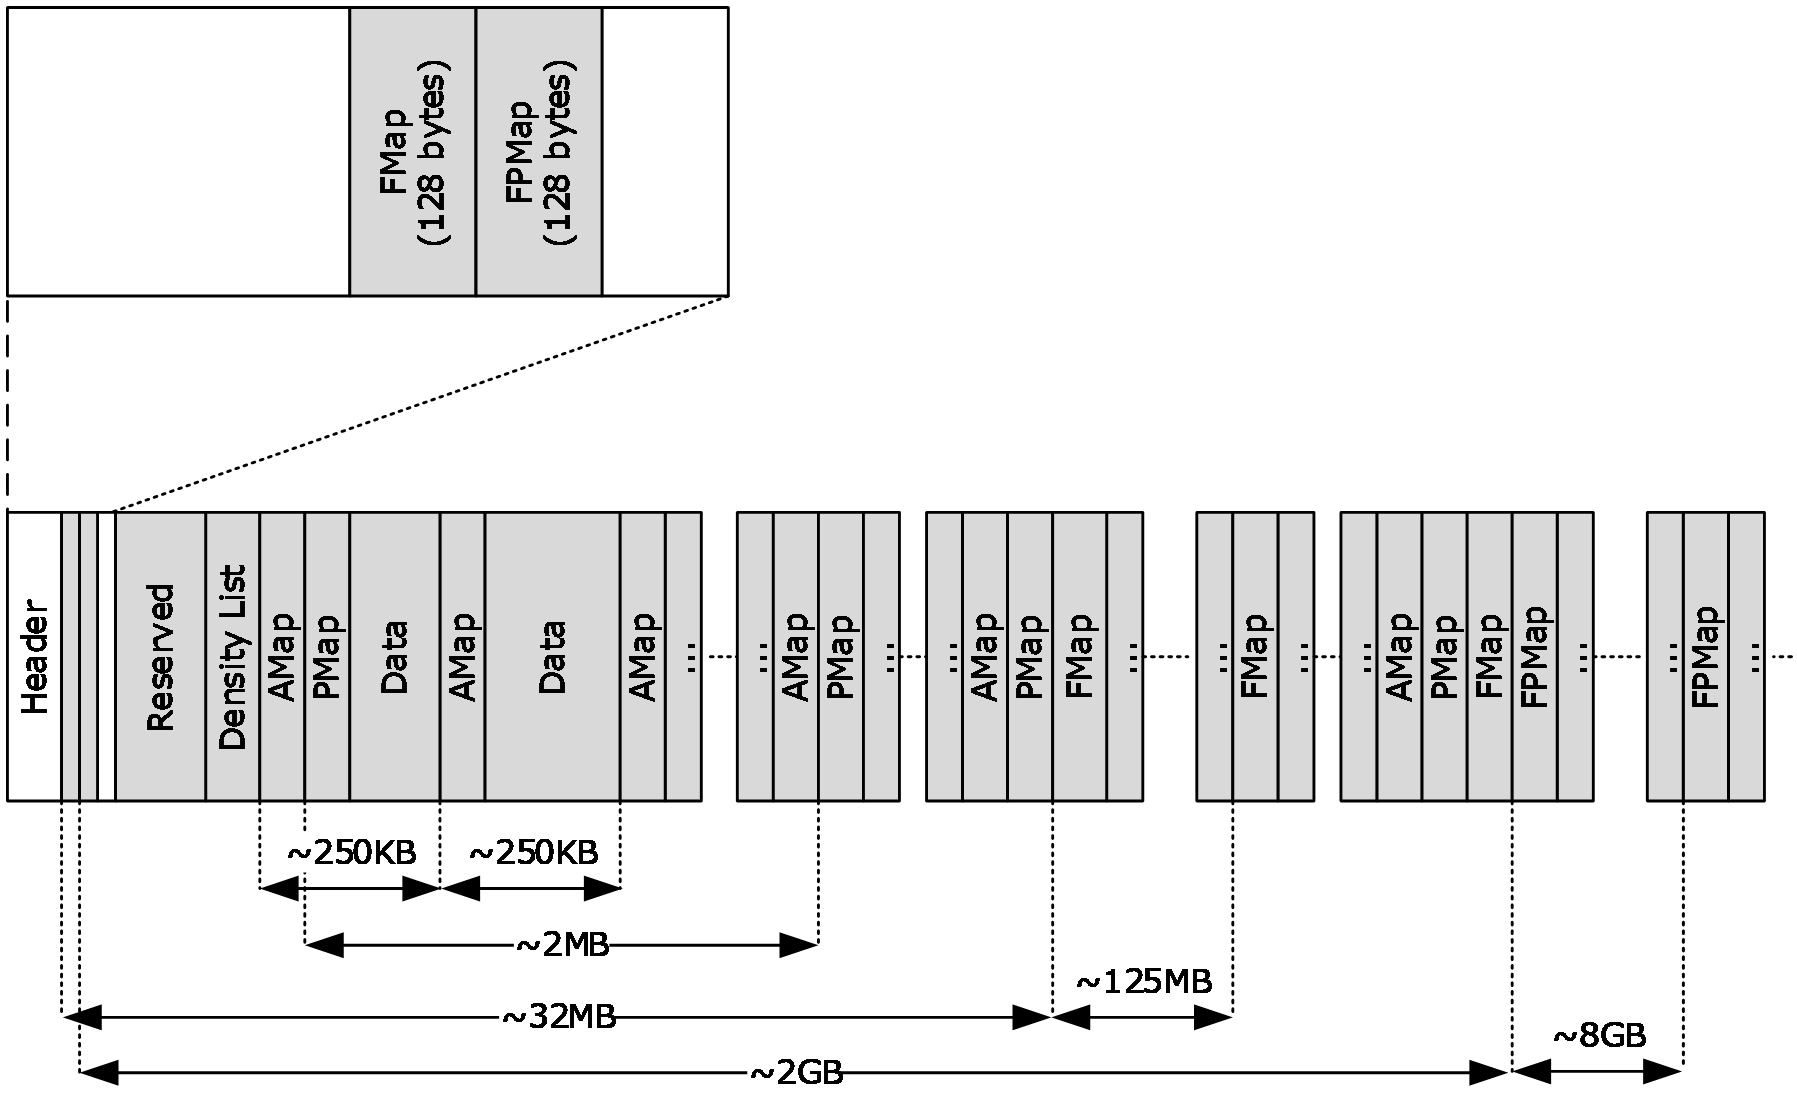 FMap
(128 bytes)
FPMap
(128 bytes)
Header
Reserved
Density List
AMap
PMap
Data
AMap
Data
AMap
...
...
AMap
PMap
...
...
AMap
PMap
FMap
...
...
FMap
...
...
AMap
PMap
FMap
FPMap
...
...
FPMap
...
~250KB
~250KB
~2MB
~125MB
~32MB
~8GB
~2GB